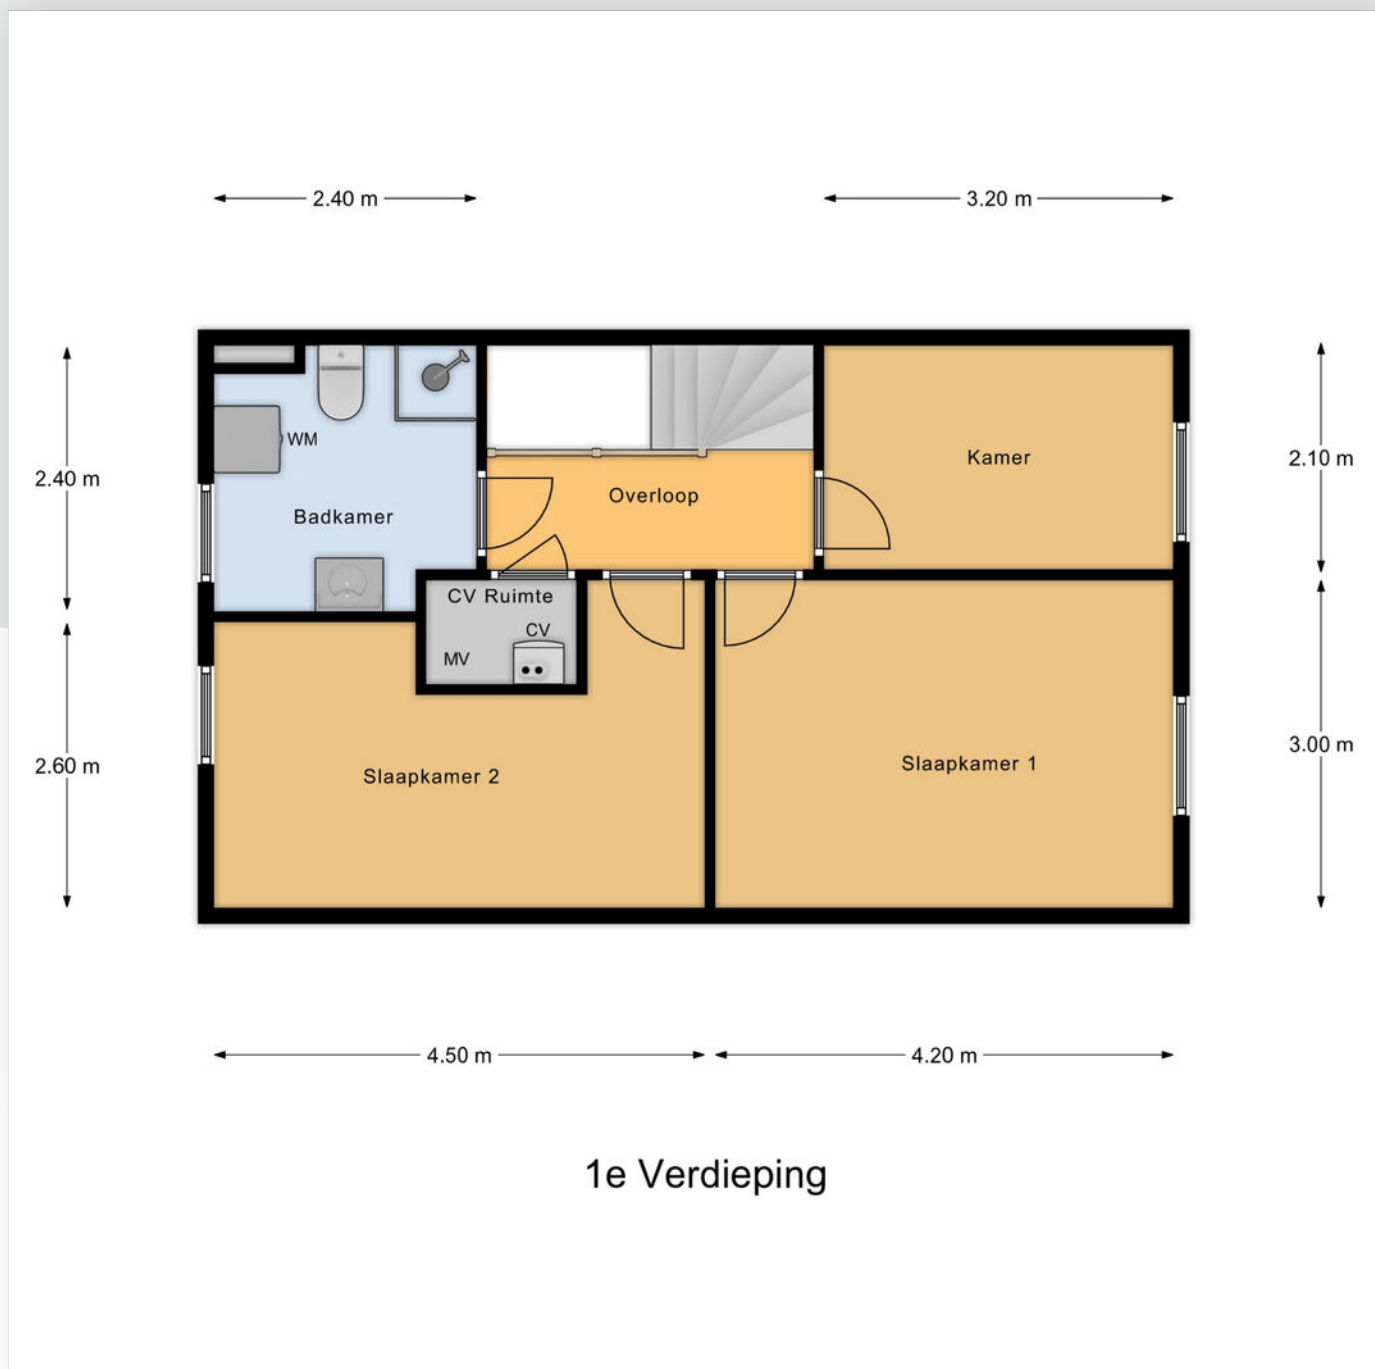 2.40 m
3.20 m
2.40 m
2.10 m
WM
Kamer
Overloop
Badkamer
CV Ruimte
CV
MV
2.60 m
3.00 m
Slaapkamer 2
Slaapkamer 1
4.50 m
4.20 m
1e Verdieping